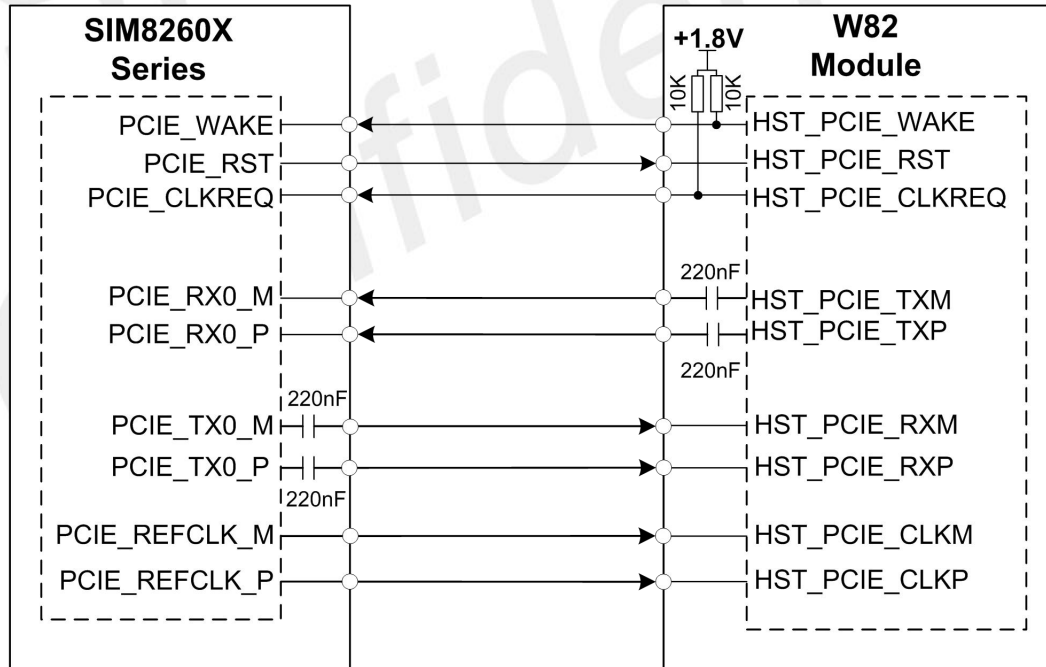 SIM8260X
Series
W82
Module
+1.8V
10K
10K
PCIE_WAKE
HST_PCIE_WAKE
PCIE_RST
HST_PCIE_RST
PCIE_CLKREQ
HST_PCIE_CLKREQ
220nF
PCIE_RX0_M
HST_PCIE_TXM
PCIE_RX0_P
HST_PCIE_TXP
220nF
220nF
PCIE_TX0_M
HST_PCIE_RXM
PCIE_TX0_P
HST_PCIE_RXP
220nF
PCIE_REFCLK_M
HST_PCIE_CLKM
PCIE_REFCLK_P
HST_PCIE_CLKP